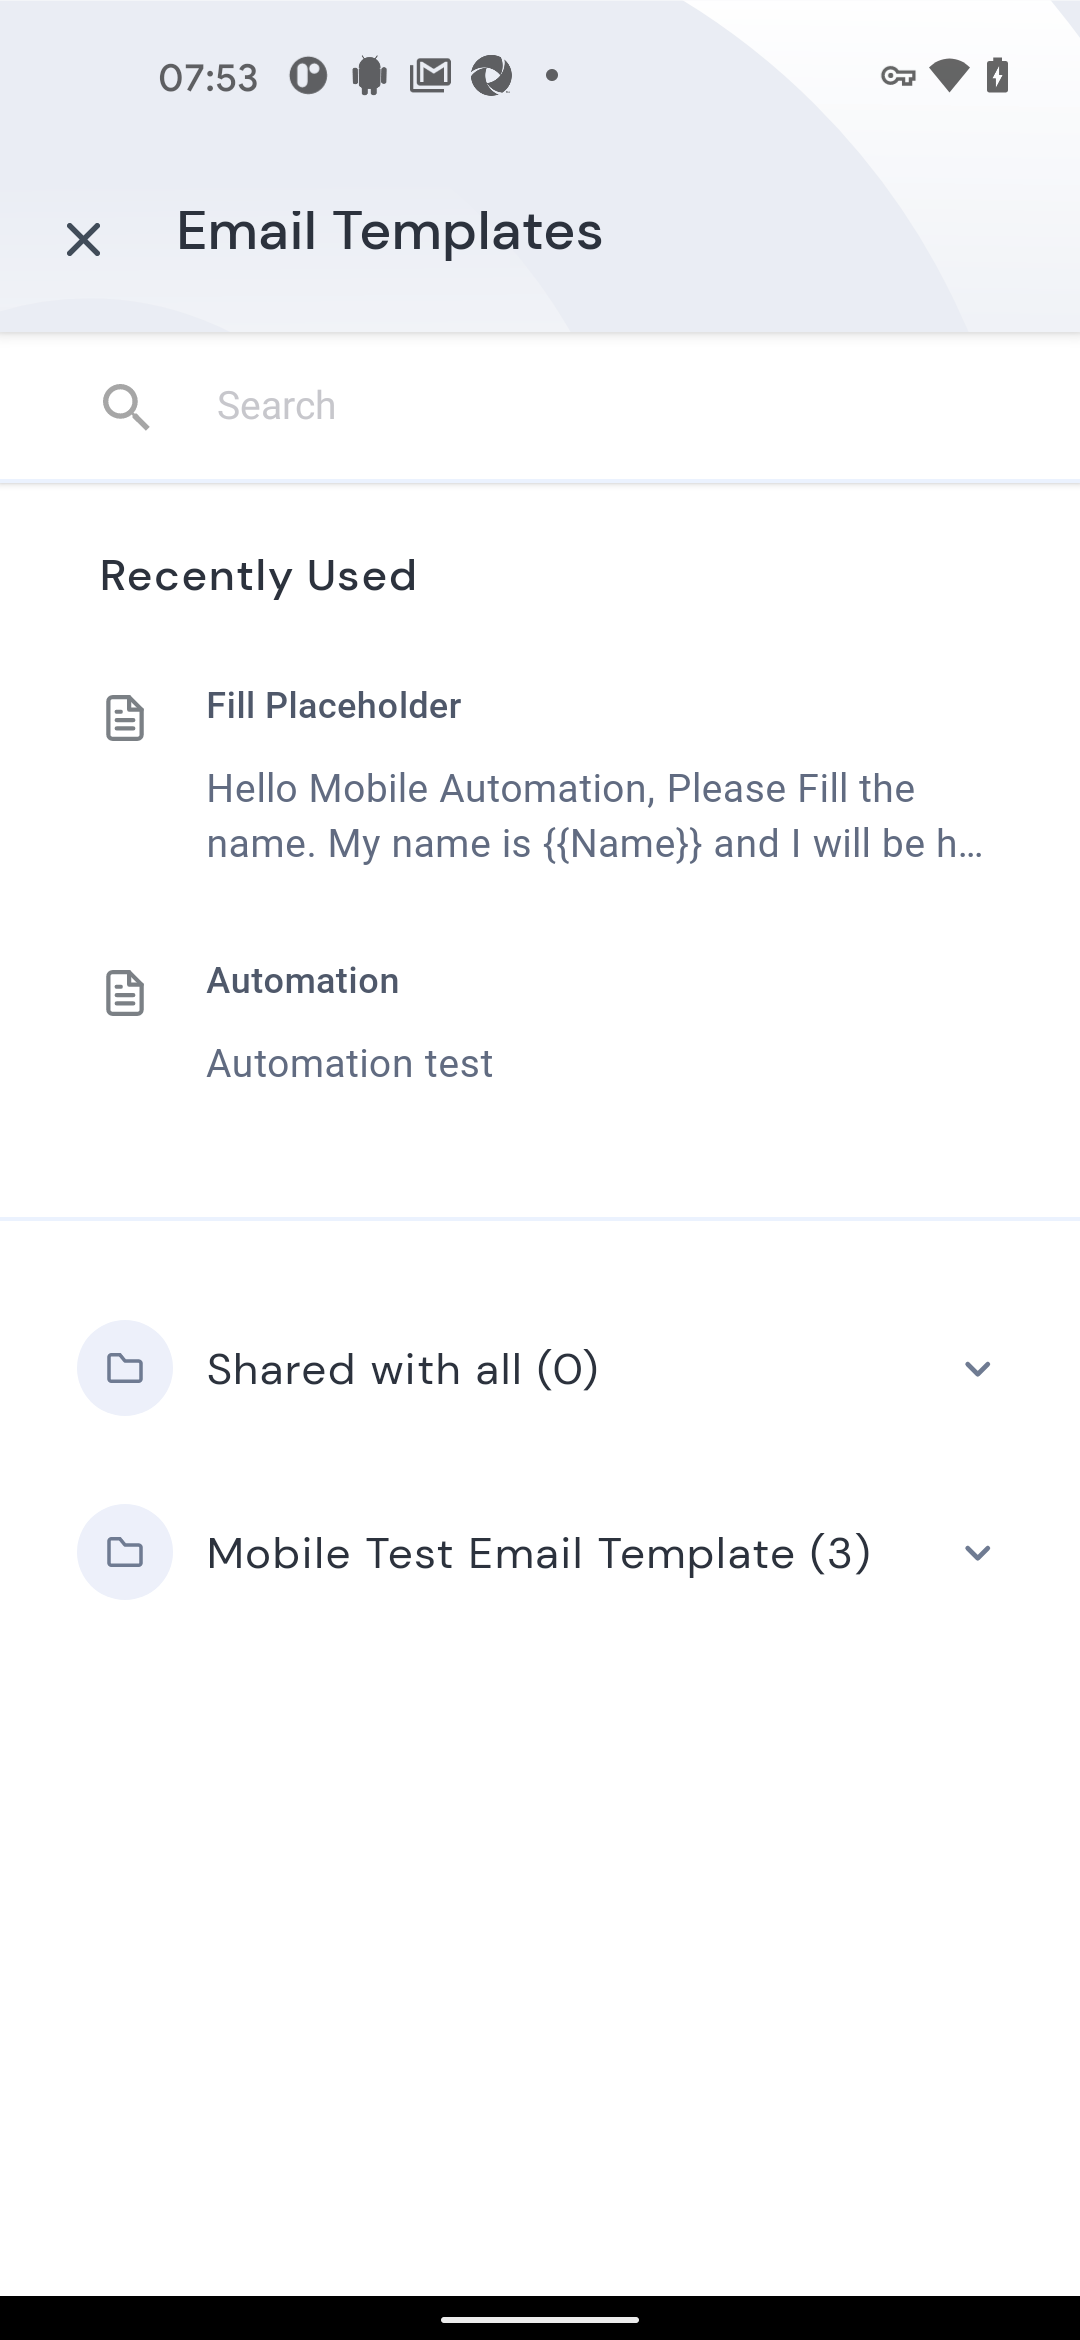 07:53
Email Templates
Search
Recently Used
Fill Placeholder
Hello Mobile Automation, Please Fill the
name. My name is {{Name}} and I will be h...
Automation
Automation test
Shared with all (0)
Mobile Test Email Template (3)